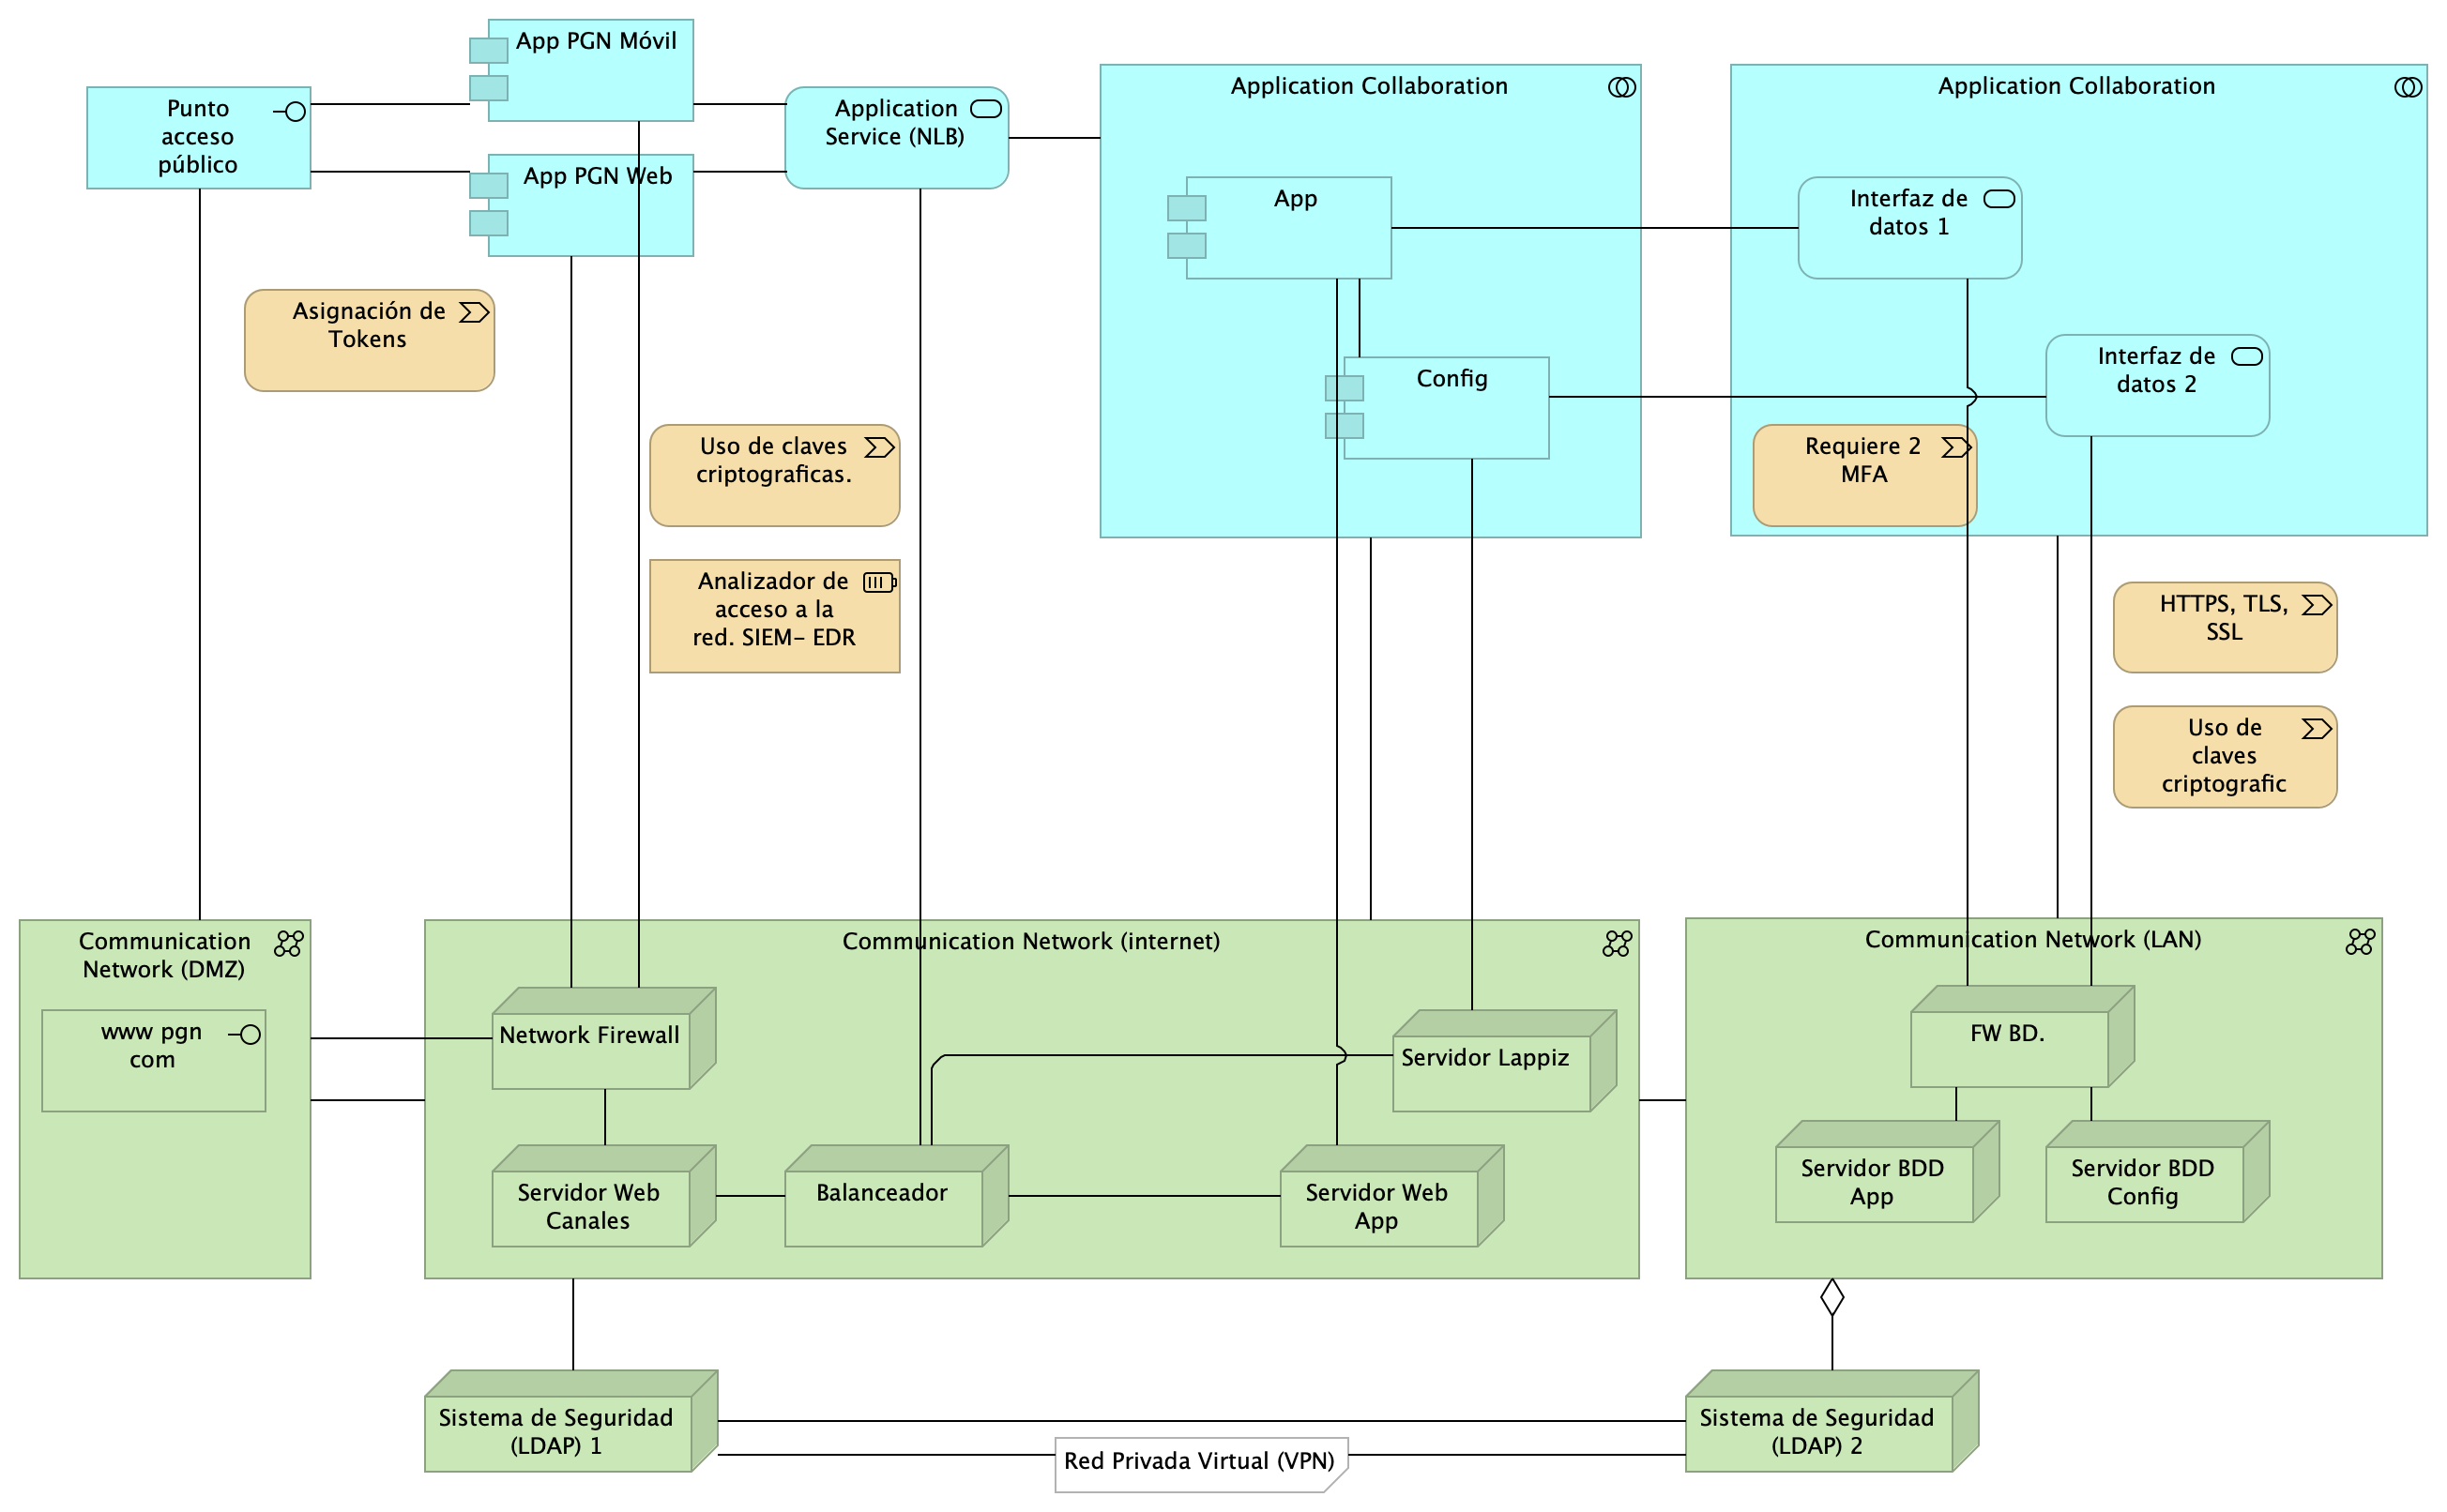 App PGN Móvil
Punto
acceso
público
Application
Service (NLB)
App PGN Web
Application Collaboration
App
Config
Application Collaboration
Interfaz de
datos 1
Interfaz de
datos 2
Asignación de
Tokens
Uso de claves
criptograficas.
Analizador de
acceso a la
red. SIEM- EDR
Requiere 2
MFA
HTTPS, TLS,
SSL
Uso de
claves
criptografic
Communication
Network (DMZ)
www pgn
com
Communication Network (internet)
Network Firewall
Servidor Lappiz
Servidor Web
Canales
Balanceador
Servidor Web
App
Communication Network (LAN)
FW BD.
Servidor BDD
App
Servidor BDD
Config
Sistema de Seguridad
(LDAP) 1
Red Privada Virtual (VPN)
Sistema de Seguridad
(LDAP) 2